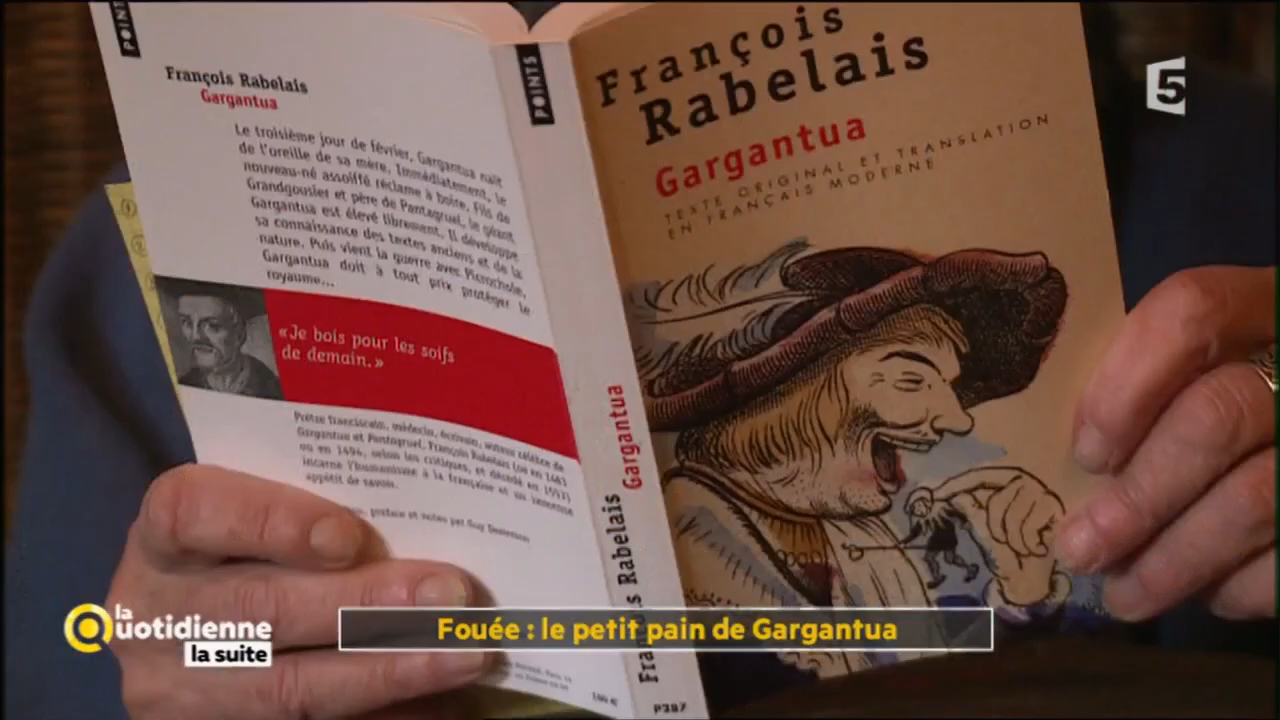 POINTS
François Rabelais
Gargantua
Le troisième jour de février, Gargantua naît
de l'oreille de sa mère. Immédiatement, le
nouveau-né assoiffé réclame à boire. Fils de
Grandgousier et père de Pantagruel, le géant
Gargantua est élevé librement. Il développe
sa connaissance des textes anciens et de la
nature. Puis vient la guerre avec Picrochole,
Gargantua doit à tout prix protéger le
royaume...
«Je bois pour les soifs
de demain.»
Prêtre franciscain, médecin, écrivain, auteur célèbre de
Gargantua et Pantagruel, François Rabelais (né en 1483
ou en 1494, selon les critiques, et décédé en 1553)
incarne l'humanisme à la française et un immense
appétit de savoir.
préface et notes par Guy Demerson
POINTS
François Rabelais Gargantua
P287
François
Rabelais
Gargantua
TEXTE ORIGINAL ET TRANSLATION
EN FRANÇAIS MODERNE
5
la
Quotidienne
la suite
Fouée : le petit pain de Gargantua